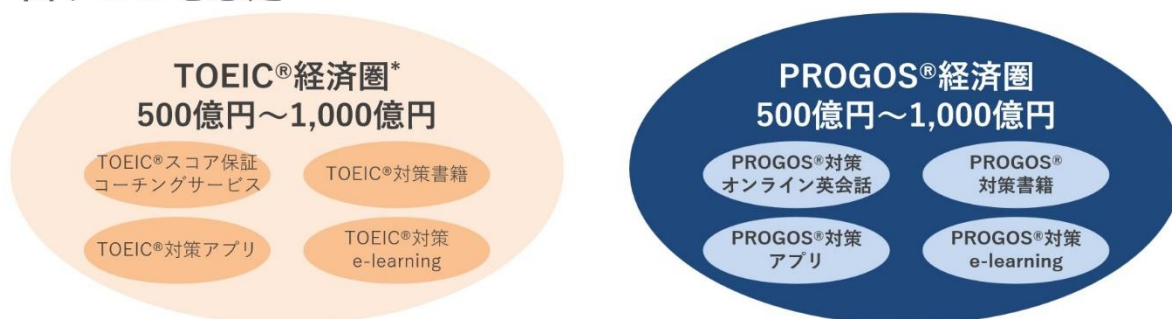 TOEIC®経済圏*
500億円～1,000億円
TOEIC®スコア保証
コーチングサービス
TOEIC®対策書籍
TOEIC®対策アプリ
TOEIC®対策
e-learning
PROGOS®経済圏
500億円～1,000億円
PROGOS®対策
オンライン英会話
PROGOS®
対策書籍
PROGOS®対策
アプリ
PROGOS®対策
e-learning